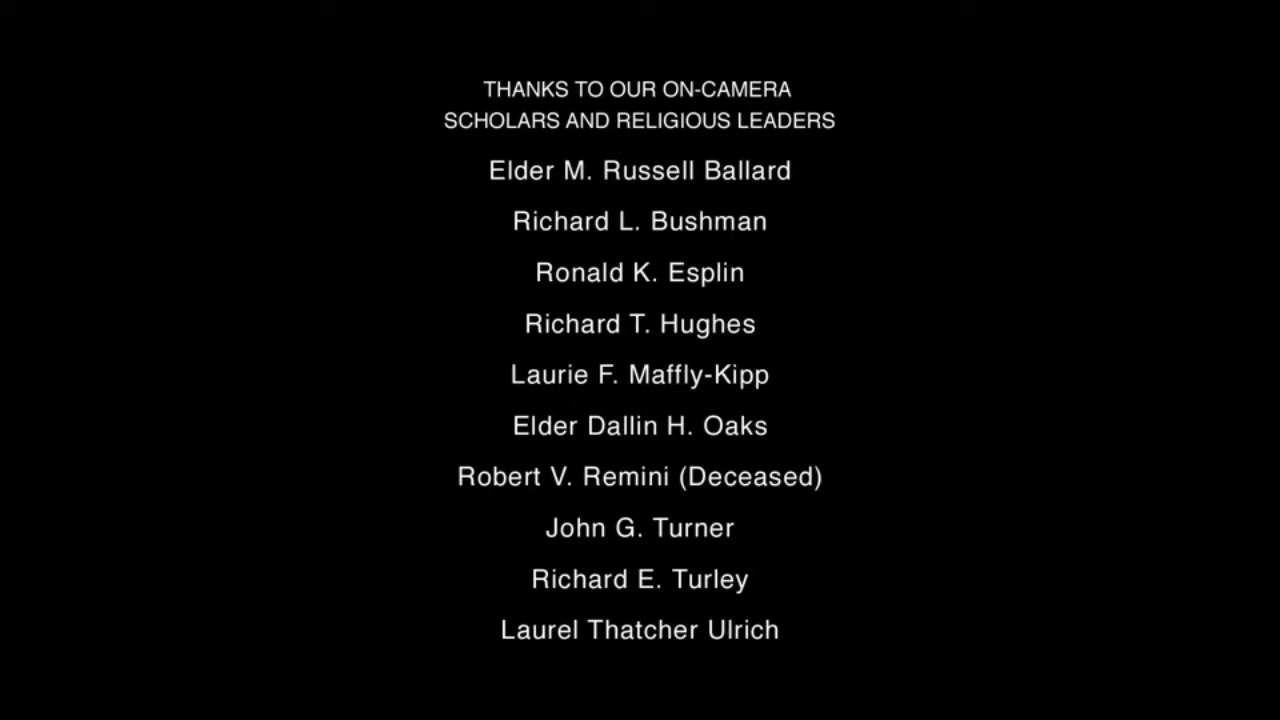 THANKS TO OUR ON-CAMERA
SCHOLARS AND RELIGIOUS LEADERS
Elder M. Russell Ballard
Richard L. Bushman
Ronald K. Esplin
Richard T. Hughes
Laurie F. Maffly-Kipp
Elder Dallin H. Oaks
Robert V. Remini (Deceased)
John G. Turner
Richard E. Turley
Laurel Thatcher Ulrich